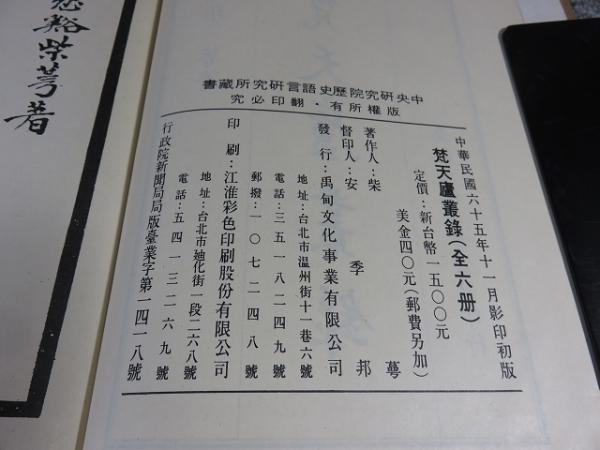 慈谿柴萼著
中央研究院歷史語言研究所藏書
版權所有・翻印必究
中華民國六十五年十一月影印初版
梵天廬叢錄(全六册)
定價：新台幣一五〇〇元
美金四〇元(郵費另加)
著作人：柴萼
督印人：安季邦
發行：禹甸文化事業有限公司
地址：台北市温州街十一巷六號
電話：三五一八二四九號
郵撥：一〇七二四八號
印刷：江淮彩色印刷股份有限公司
地址：台北市廸化街一段二六八號
電話：五四一三二六九號
行政院新聞局局版臺業字第一四一八號